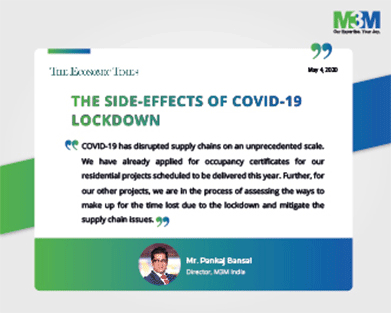 M3M
Our Expertise. Your Joy.
THE ECONOMIC TIMES
May 4, 2020
THE SIDE-EFFECTS OF COVID-19
LOCKDOWN
COVID-19 has disrupted supply chains on an unprecedented scale.
We have already applied for occupancy certificates for our
residential projects scheduled to be delivered this year. Further, for
our other projects, we are in the process of assessing the ways to
make up for the time lost due to the lockdown and mitigate the
supply chain issues.
Mr. Pankaj Bansal
Director, M3M India